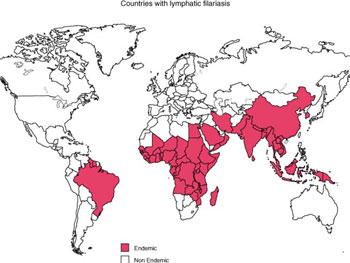 Countries with lymphatic filariasis
Endemic
Non Endemic